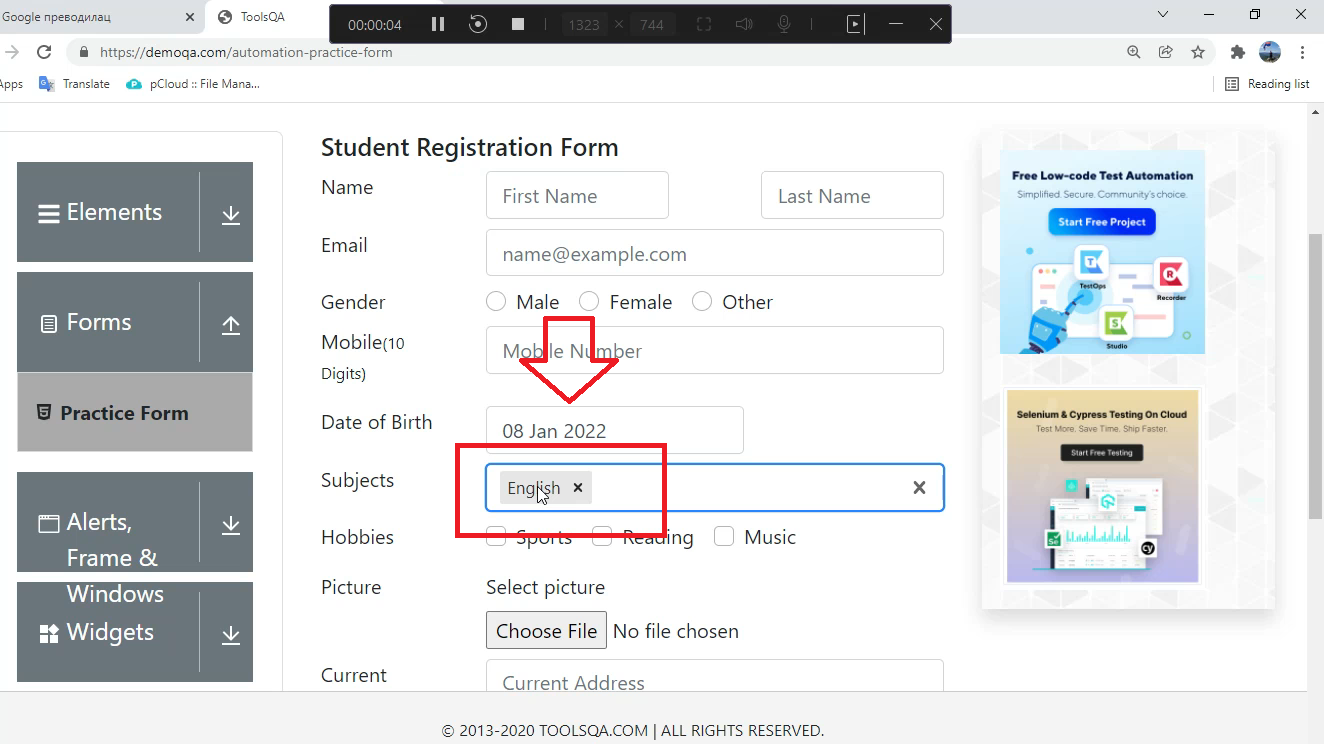 Google преводилац
ToolsQA
00:00:04
1323 × 744
https://demoqa.com/automation-practice-form
Apps
Translate
pCloud :: File Mana...
Reading list
Elements
Forms
Practice Form
Alerts,
Frame &
Windows
Widgets
Student Registration Form
Name
First Name
Last Name
Email
name@example.com
Gender
Male
Female
Other
Mobile(10
Digits)
Mobile Number
Date of Birth
08 Jan 2022
Subjects
English
Hobbies
Sports
Reading
Music
Picture
Select picture
Choose File No file chosen
Current
Current Address
Free Low-code Test Automation
Simplified. Secure. Community's choice.
Start Free Project
TestOps
Recorder
Studio
Selenium & Cypress Testing On Cloud
Test More. Save Time. Ship Faster.
Start Free Testing
Se
cy
© 2013-2020 TOOLSQA.COM | ALL RIGHTS RESERVED.